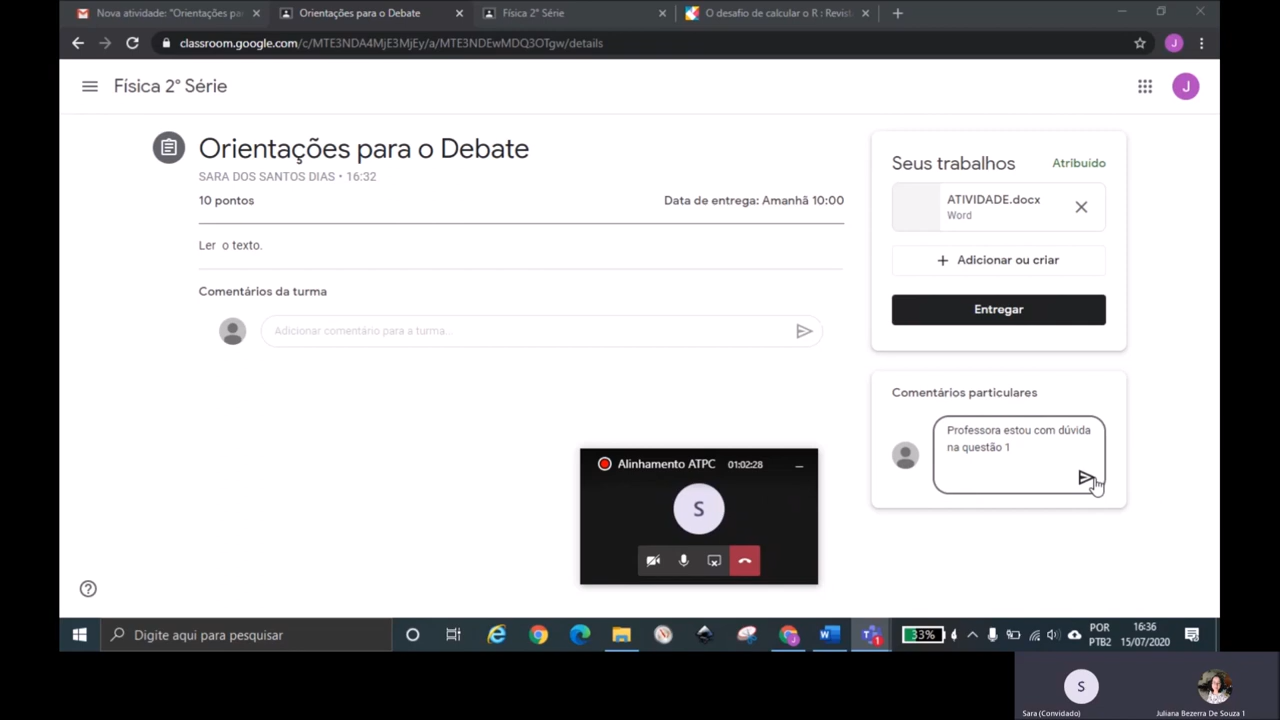 Nova atividade: "Orientações pa
Orientações para o Debate
Física 2° Série
O desafio de calcular o R : Revist
classroom.google.com/c/MTE3NDA4MjE3MjEy/a/MTE3NDEwMDQ3OTgw/details
J
Física 2° Série
J
Orientações para o Debate
SARA DOS SANTOS DIAS • 16:32
10 pontos
Data de entrega: Amanhã 10:00
Ler o texto.
Comentários da turma
Adicionar comentário para a turma...
Seus trabalhos
Atribuído
ATIVIDADE.docx
Word
+ Adicionar ou criar
Entregar
Comentários particulares
Professora estou com dúvida
na questão 1
Alinhamento ATPC 01:02:28
S
Digite aqui para pesquisar
33%
POR
PTB2
16:36
15/07/2020
S
Sara (Convidado)
Juliana Bezerra De Souza 1